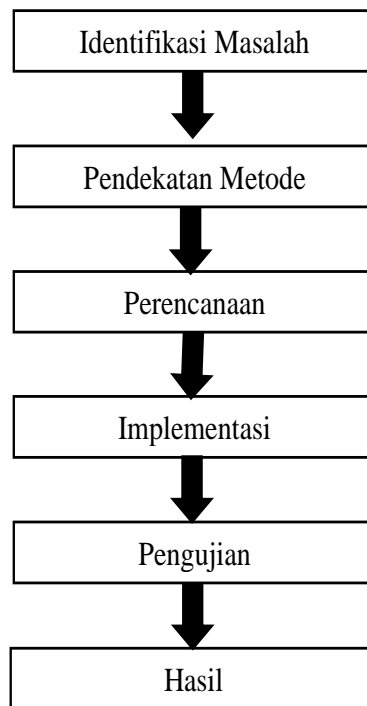 Identifikasi Masalah
Pendekatan Metode
Perencanaan
Implementasi
Pengujian
Hasil